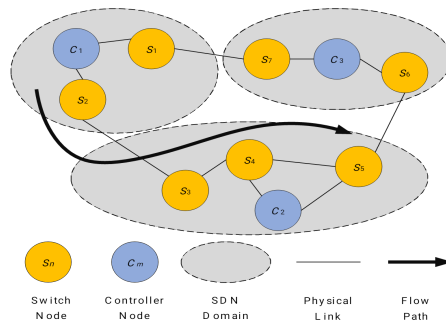 C1
S1
S7
C3
S6
S2
S4
S5
S3
C2
Sn
Cm
Switch Node
Controller Node
SDN Domain
Physical Link
Flow Path